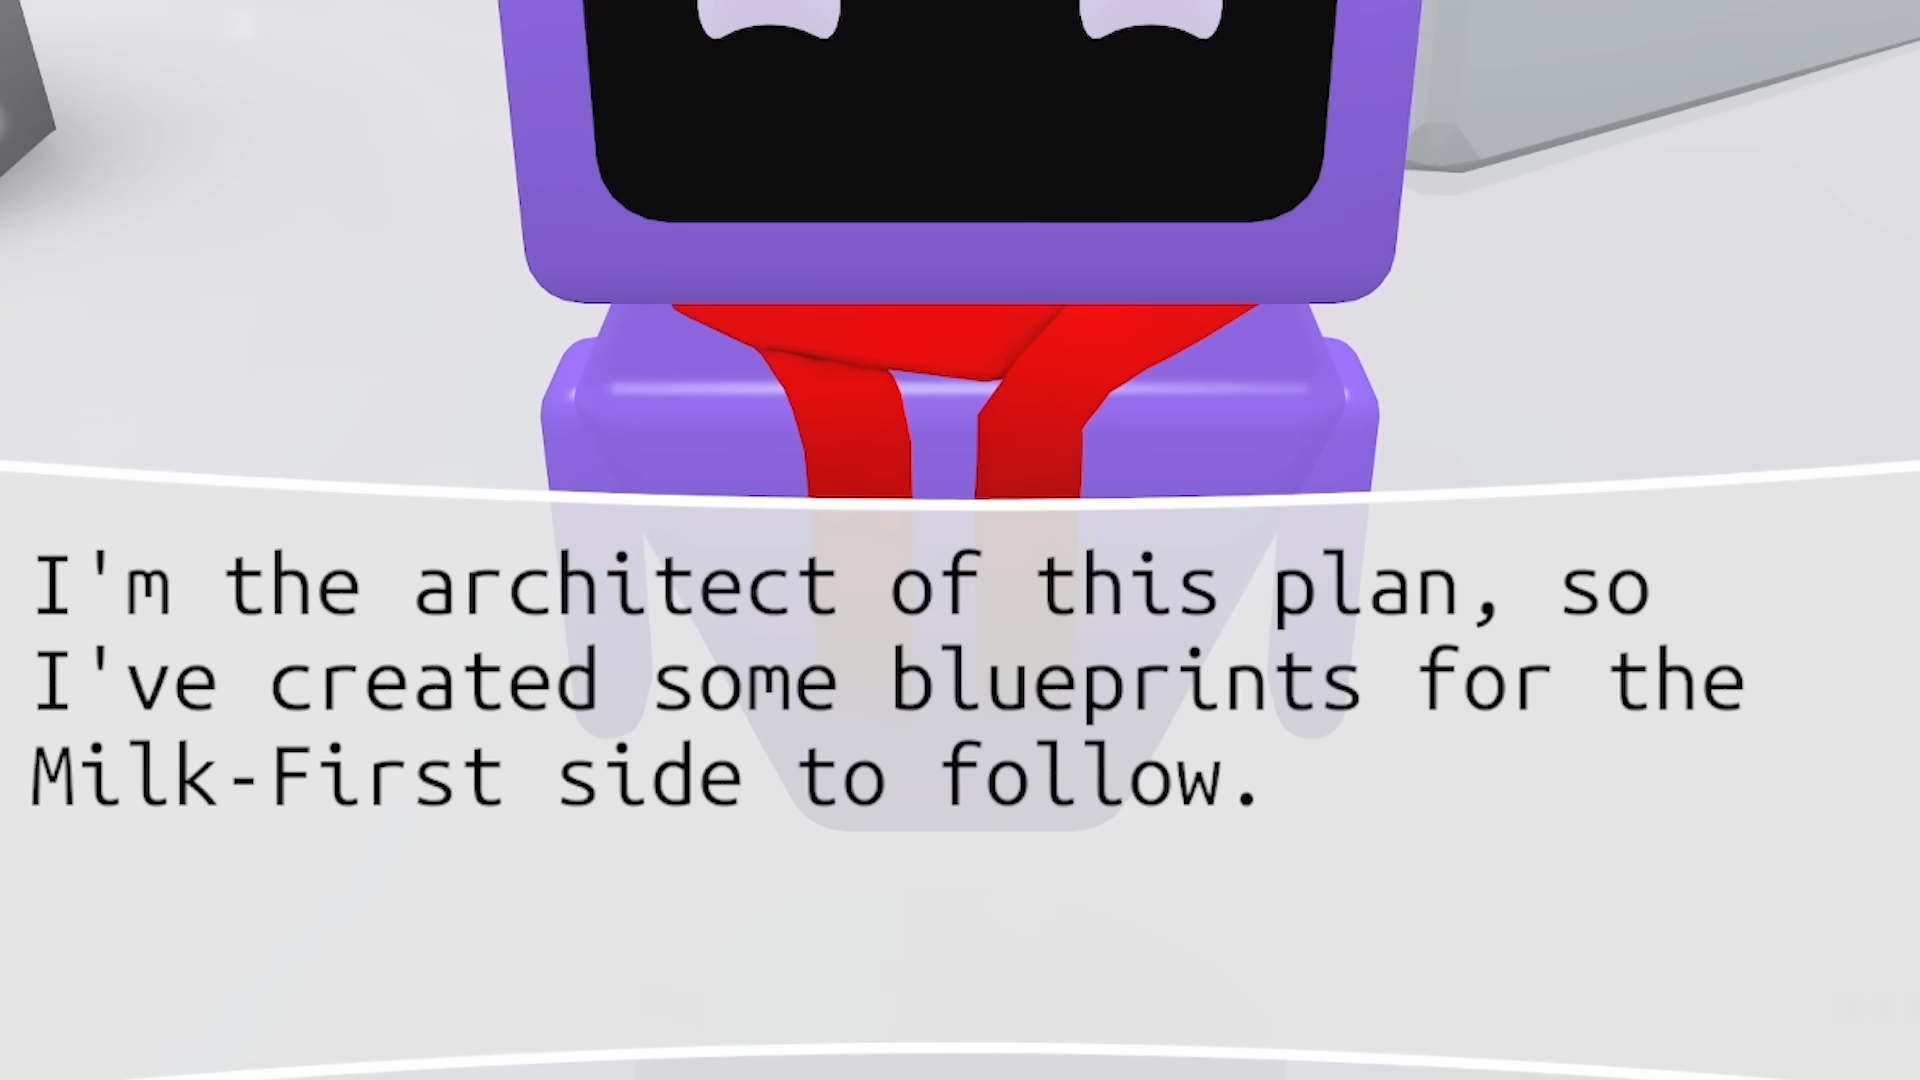 I'm the architect of this plan, so
I've created some blueprints for the
Milk-First side to follow.